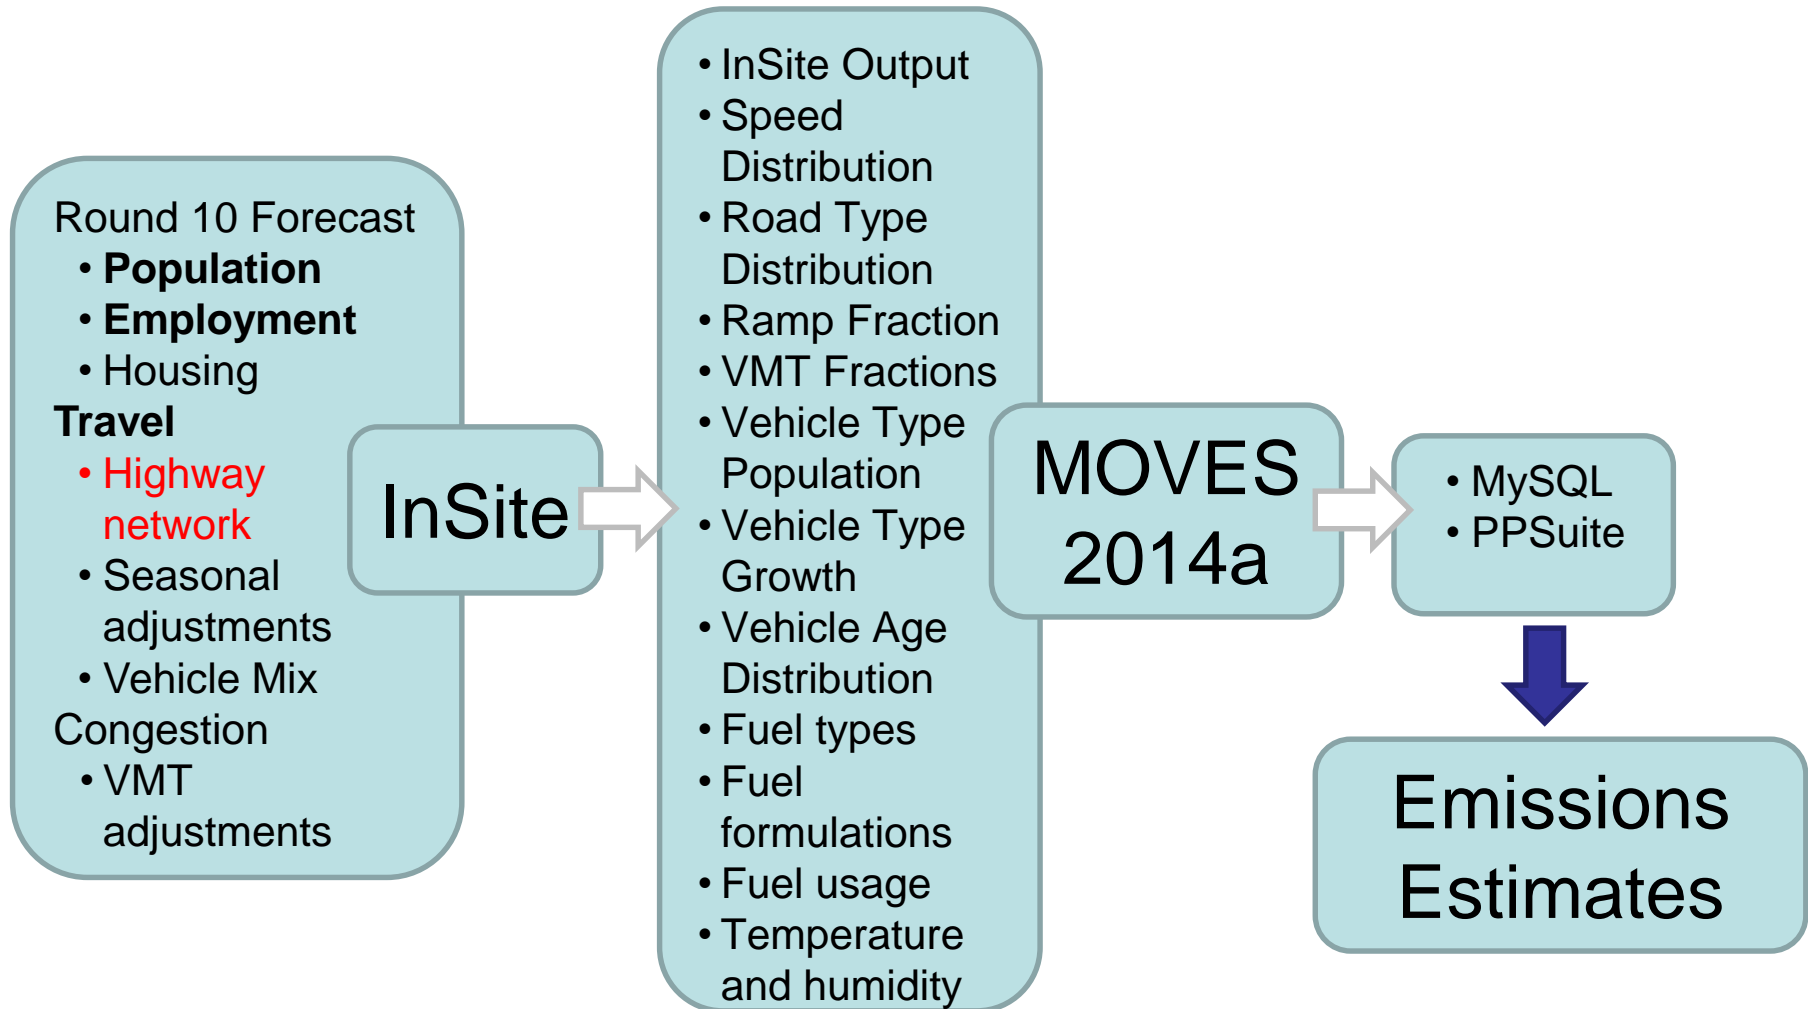 Round 10 Forecast
• Population
• Employment
• Housing
Travel
• Highway
network
• Seasonal
adjustments
• Vehicle Mix
Congestion
• VMT
adjustments
InSite
• InSite Output
• Speed
Distribution
• Road Type
Distribution
• Ramp Fraction
• VMT Fractions
• Vehicle Type
Population
• Vehicle Type
Growth
• Vehicle Age
Distribution
• Fuel types
• Fuel
formulations
• Fuel usage
• Temperature
and humidity
MOVES
2014a
• MySQL
• PPSuite
Emissions
Estimates